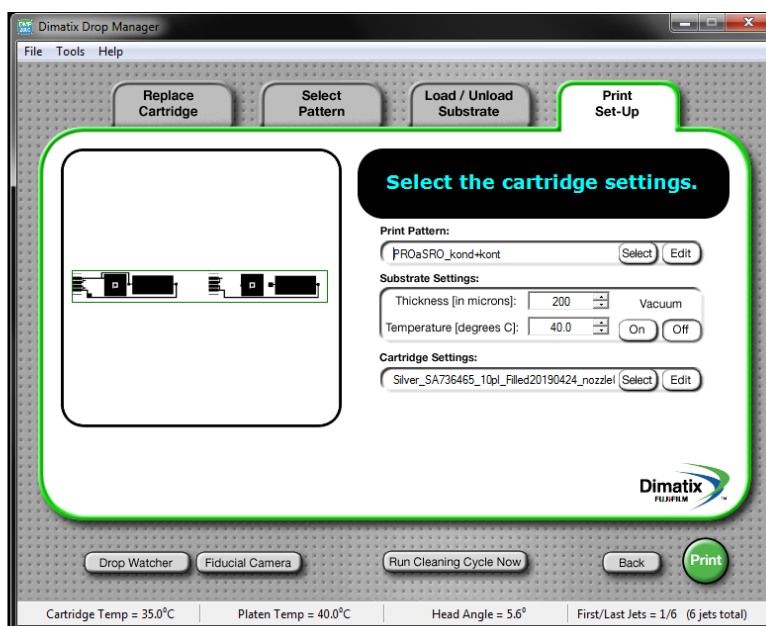 Dimatix Drop Manager
File Tools Help
Replace Cartridge
Select Pattern
Load / Unload Substrate
Print Set-Up
Select the cartridge settings.
Print Pattern:
PROaSRO_kond+kont Select Edit
Substrate Settings:
Thickness [in microns]: 200 Vacuum
Temperature [degrees C]: 40.0 On Off
Cartridge Settings:
Silver_SA736465_10pl_Filled20190424_nozzle Select Edit
Dimatix
FUJIFILM
Drop Watcher Fiducial Camera Run Cleaning Cycle Now Back Print
Cartridge Temp = 35.0⁰C Platen Temp = 40.0⁰C Head Angle = 5.6⁰ First/Last Jets = 1/6 (6 jets total)